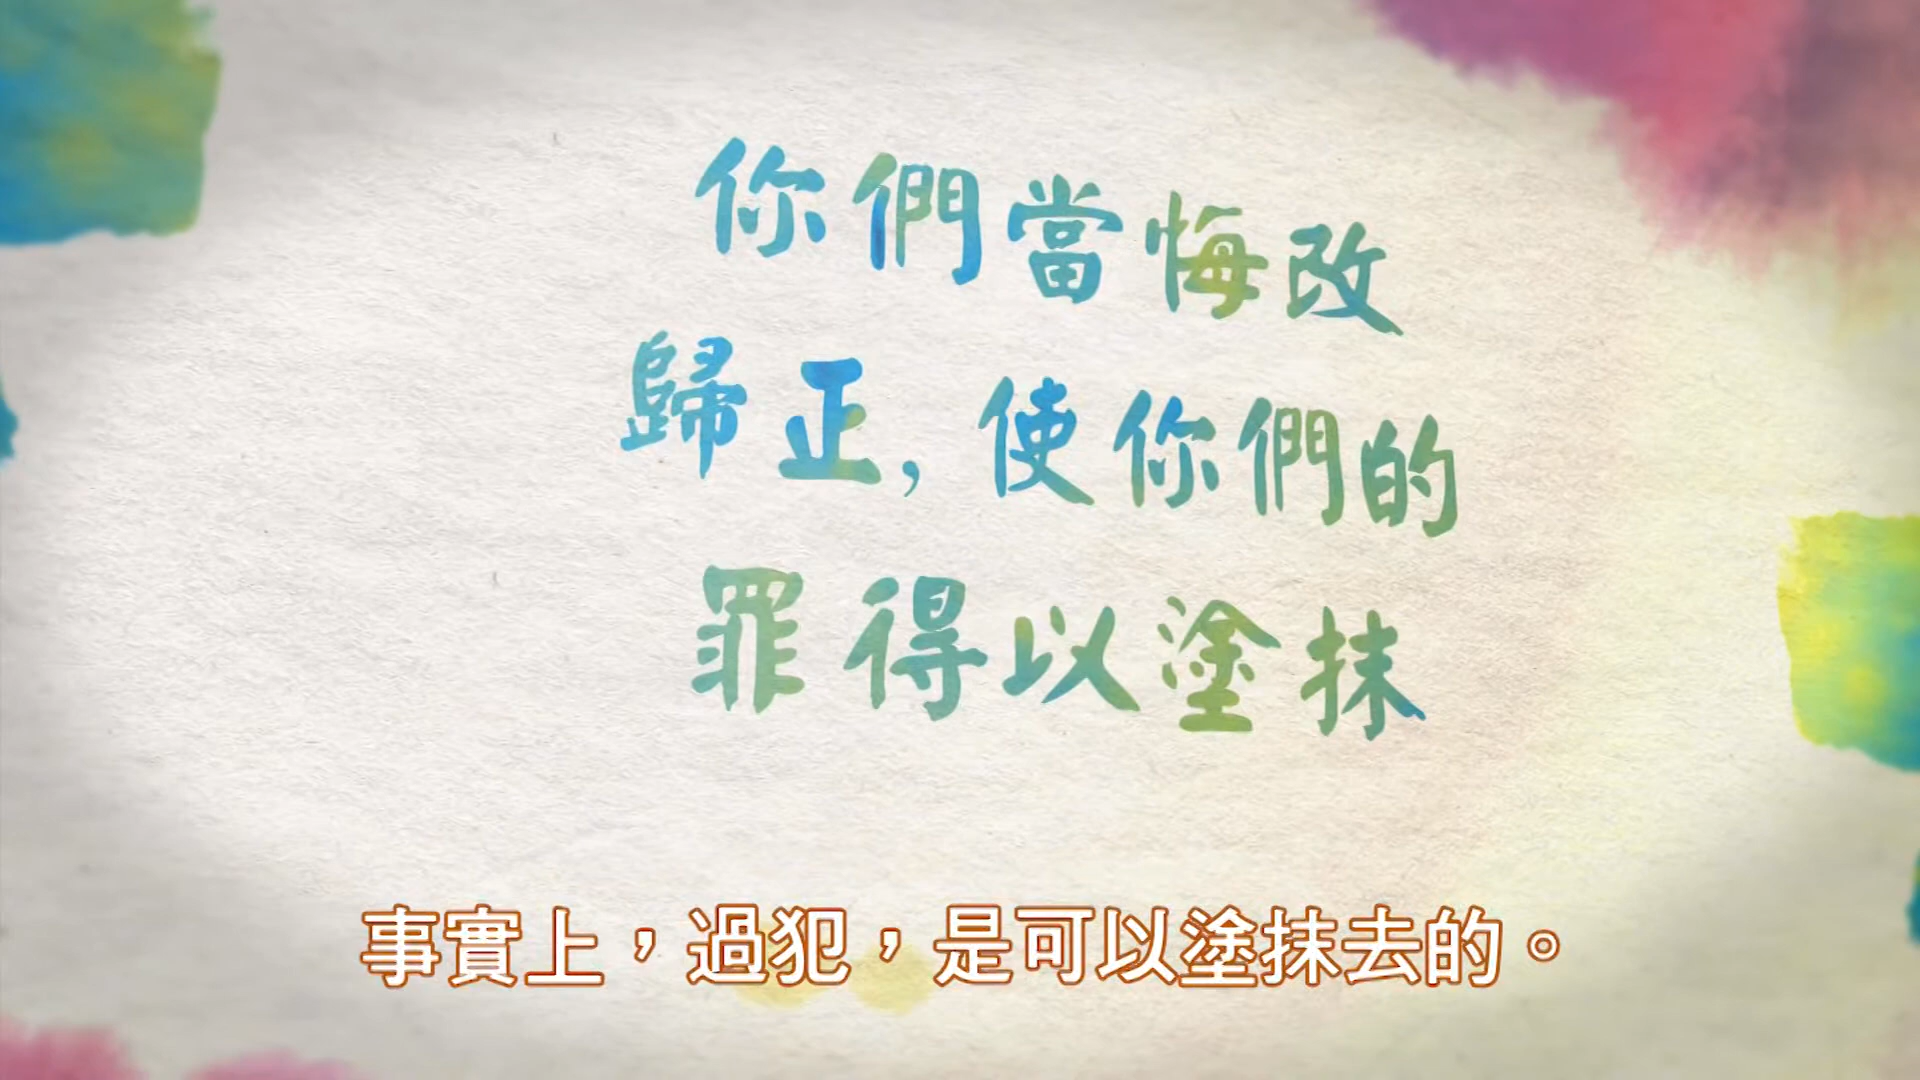 你們當悔改
歸正,使你們的
罪得以塗抹
事實上，過犯，是可以塗抹去的。